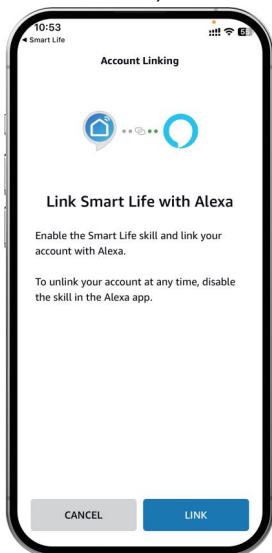 10:53
◀ Smart Life
Account Linking
Link Smart Life with Alexa
Enable the Smart Life skill and link your
account with Alexa.
To unlink your account at any time, disable
the skill in the Alexa app.
CANCEL
LINK